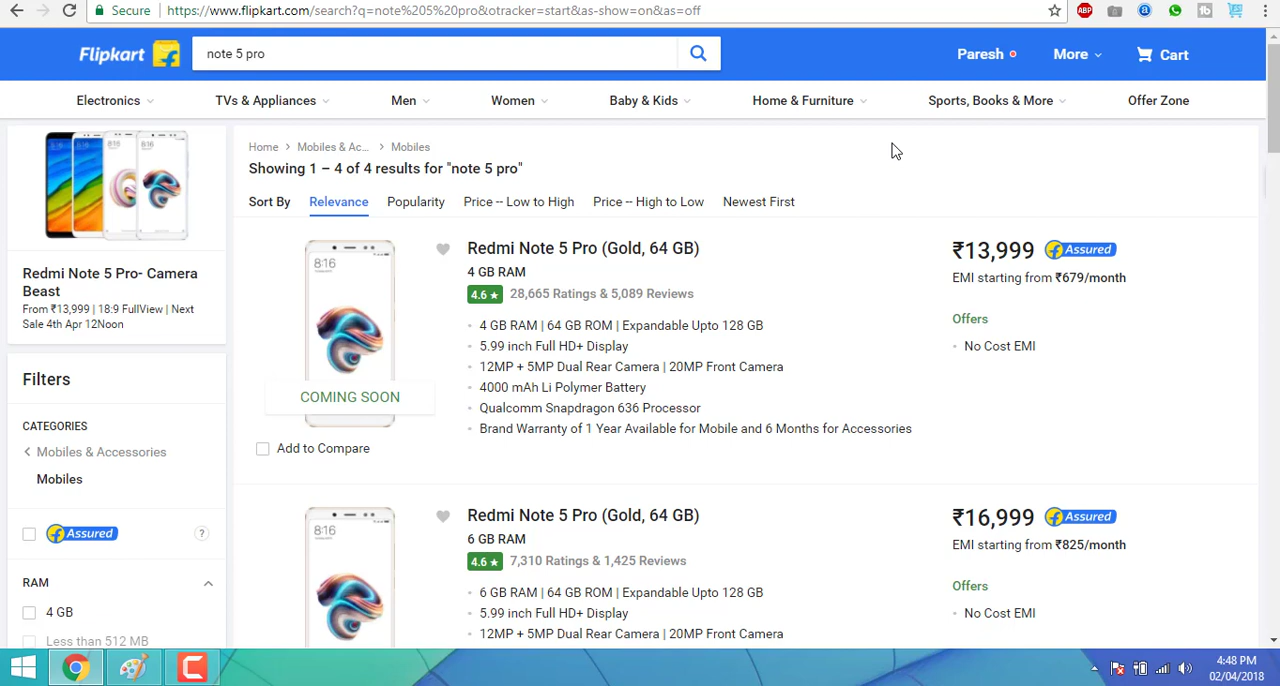 Secure https://www.flipkart.com/search?q=note%205%20pro&otracker=start&as-show=on&as=off
ABP
Flipkart
note 5 pro
Paresh
More
Cart
Electronics
TVs & Appliances
Men
Women
Baby & Kids
Home & Furniture
Sports, Books & More
Offer Zone
Redmi Note 5 Pro- Camera
Beast
From ₹13,999 | 18:9 FullView | Next
Sale 4th Apr 12Noon
Filters
CATEGORIES
Mobiles & Accessories
Mobiles
Assured
?
RAM
4 GB
Less than 512 MB
Home > Mobiles & Ac... > Mobiles
Showing 1 – 4 of 4 results for "note 5 pro"
Sort By Relevance Popularity Price -- Low to High Price -- High to Low Newest First
8:16
COMING SOON
Add to Compare
Redmi Note 5 Pro (Gold, 64 GB)
4 GB RAM
4.6 ★ 28,665 Ratings & 5,089 Reviews
4 GB RAM | 64 GB ROM | Expandable Upto 128 GB
5.99 inch Full HD+ Display
12MP + 5MP Dual Rear Camera | 20MP Front Camera
4000 mAh Li Polymer Battery
Qualcomm Snapdragon 636 Processor
Brand Warranty of 1 Year Available for Mobile and 6 Months for Accessories
₹13,999 Assured
EMI starting from ₹679/month
Offers
No Cost EMI
8:16
Redmi Note 5 Pro (Gold, 64 GB)
6 GB RAM
4.6 ★ 7,310 Ratings & 1,425 Reviews
6 GB RAM | 64 GB ROM | Expandable Upto 128 GB
5.99 inch Full HD+ Display
12MP + 5MP Dual Rear Camera | 20MP Front Camera
₹16,999 Assured
EMI starting from ₹825/month
Offers
No Cost EMI
4:48 PM
02/04/2018